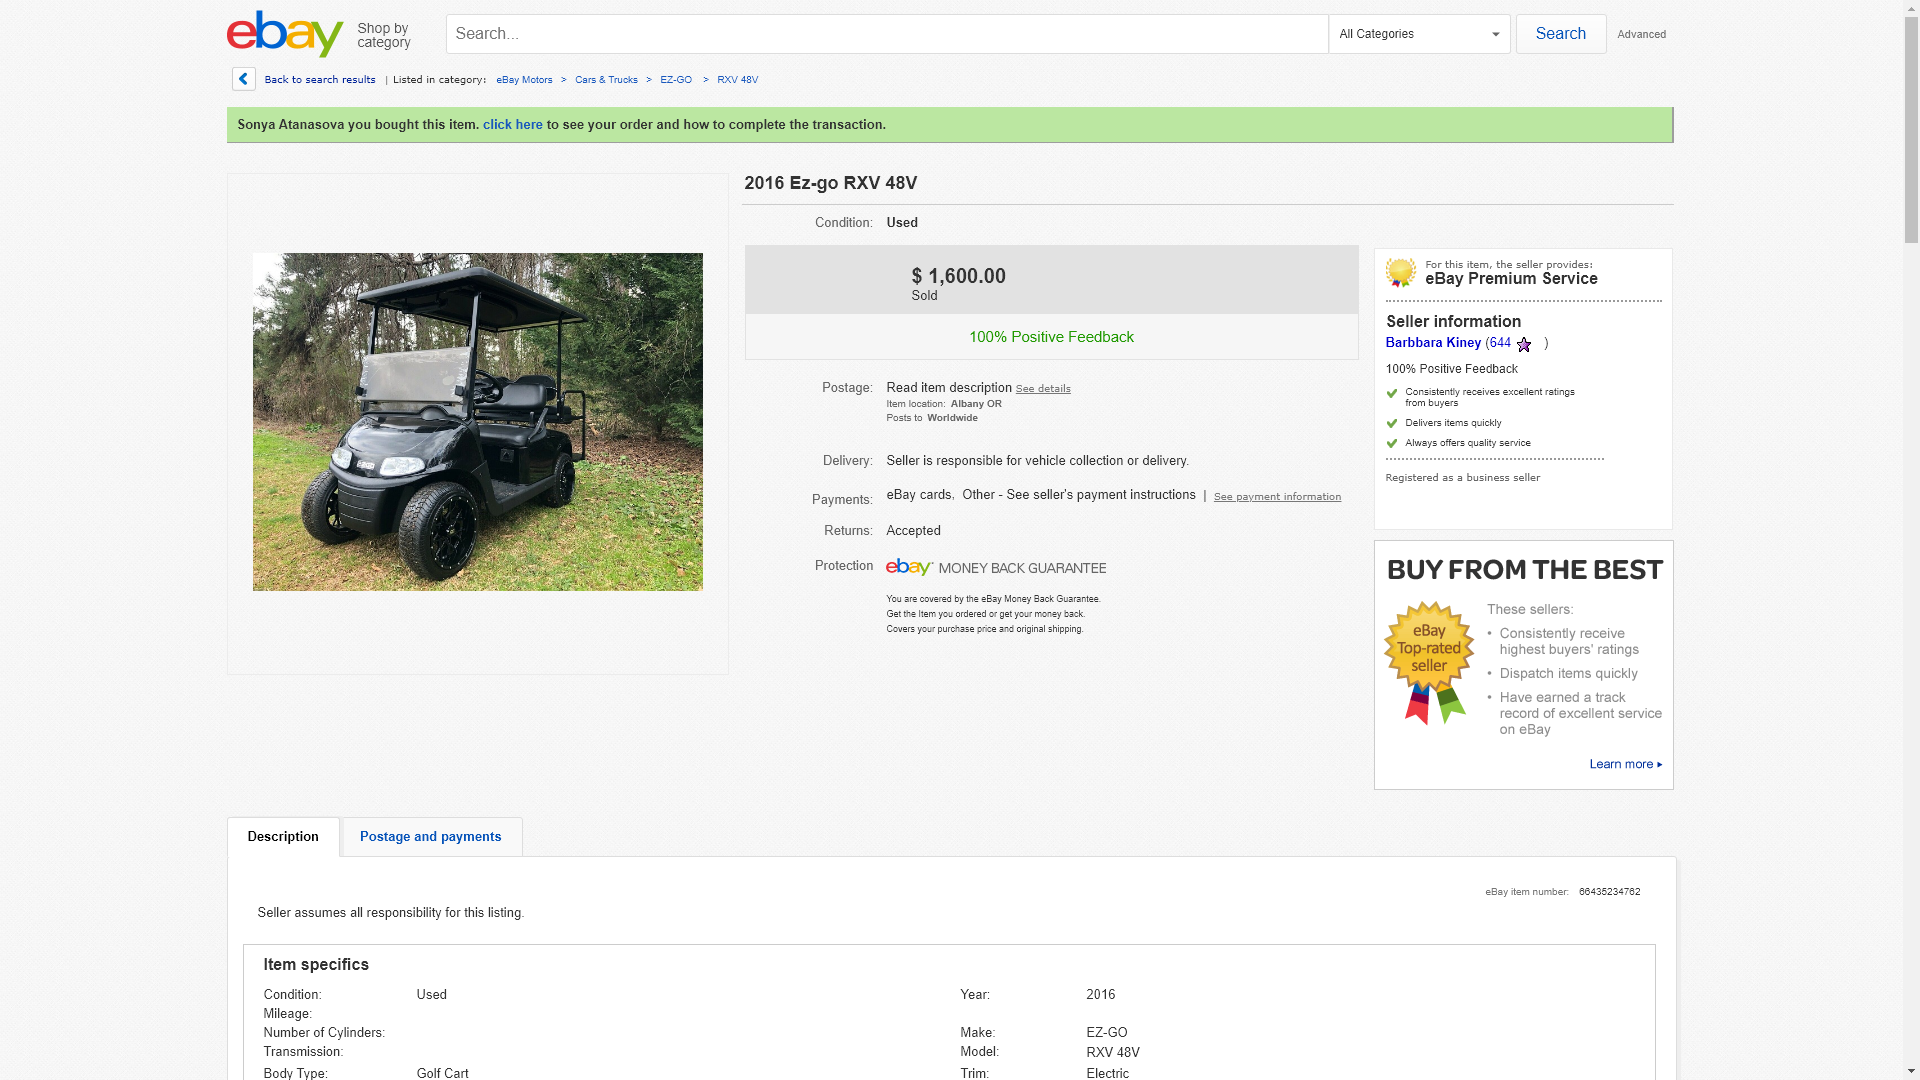 ebay Shop by category Search... All Categories Search Advanced
Back to search results | Listed in category: eBay Motors > Cars & Trucks > EZ-GO > RXV 48V
Sonya Atanasova you bought this item. click here to see your order and how to complete the transaction.
2016 Ez-go RXV 48V
Condition: Used
$ 1,600.00
Sold
100% Positive Feedback
Postage: Read item description See details
Item location: Albany OR
Posts to Worldwide
Delivery: Seller is responsible for vehicle collection or delivery.
Payments: eBay cards, Other - See seller's payment instructions | See payment information
Returns: Accepted
Protection ebay MONEY BACK GUARANTEE
You are covered by the eBay Money Back Guarantee.
Get the Item you ordered or get your money back.
Covers your purchase price and original shipping.
For this item, the seller provides:
eBay Premium Service
Seller information
Barbbara Kiney (644 )
100% Positive Feedback
Consistently receives excellent ratings
from buyers
Delivers items quickly
Always offers quality service
Registered as a business seller
BUY FROM THE BEST
eBay
Top-rated
seller
These sellers:
• Consistently receive
highest buyers' ratings
• Dispatch items quickly
• Have earned a track
record of excellent service
on eBay
Learn more
Description Postage and payments
eBay item number: 66435234762
Seller assumes all responsibility for this listing.
Item specifics
Condition: Used Year: 2016
Mileage:
Number of Cylinders: Make: EZ-GO
Transmission: Model: RXV 48V
Body Type: Golf Cart Trim: Electric